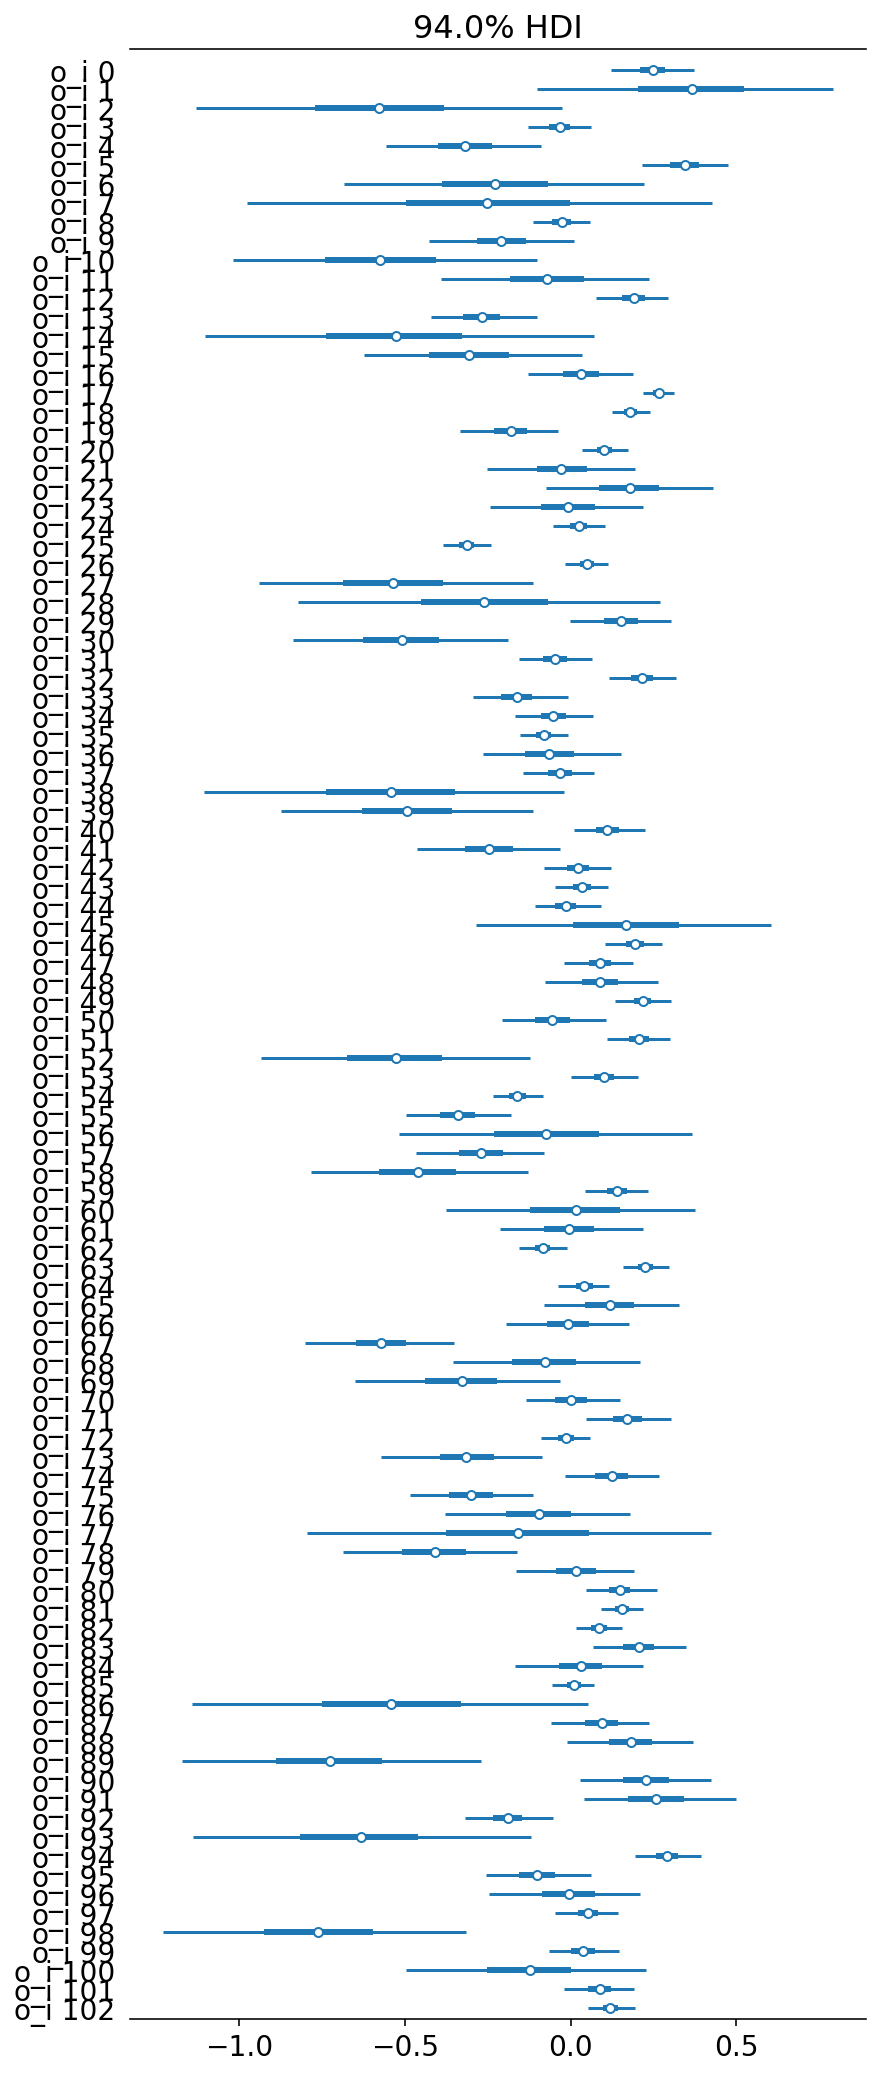 94.0% HDI
o_i 0
o_i 1
o_i 2
o_i 3
o_i 4
o_i 5
o_i 6
o_i 7
o_i 8
o_i 9
o_i 10
o_i 11
o_i 12
o_i 13
o_i 14
o_i 15
o_i 16
o_i 17
o_i 18
o_i 19
o_i 20
o_i 21
o_i 22
o_i 23
o_i 24
o_i 25
o_i 26
o_i 27
o_i 28
o_i 29
o_i 30
o_i 31
o_i 32
o_i 33
o_i 34
o_i 35
o_i 36
o_i 37
o_i 38
o_i 39
o_i 40
o_i 41
o_i 42
o_i 43
o_i 44
o_i 45
o_i 46
o_i 47
o_i 48
o_i 49
o_i 50
o_i 51
o_i 52
o_i 53
o_i 54
o_i 55
o_i 56
o_i 57
o_i 58
o_i 59
o_i 60
o_i 61
o_i 62
o_i 63
o_i 64
o_i 65
o_i 66
o_i 67
o_i 68
o_i 69
o_i 70
o_i 71
o_i 72
o_i 73
o_i 74
o_i 75
o_i 76
o_i 77
o_i 78
o_i 79
o_i 80
o_i 81
o_i 82
o_i 83
o_i 84
o_i 85
o_i 86
o_i 87
o_i 88
o_i 89
o_i 90
o_i 91
o_i 92
o_i 93
o_i 94
o_i 95
o_i 96
o_i 97
o_i 98
o_i 99
o_i 100
o_i 101
o_i 102
−1.0 −0.5 0.0 0.5